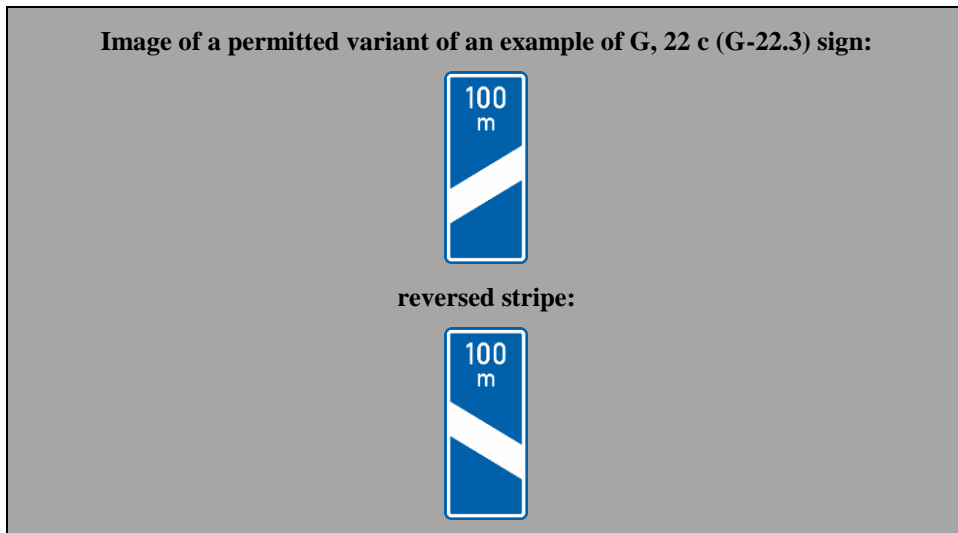 Image of a permitted variant of an example of G, 22 c (G-22.3) sign:
100
m
reversed stripe:
100
m